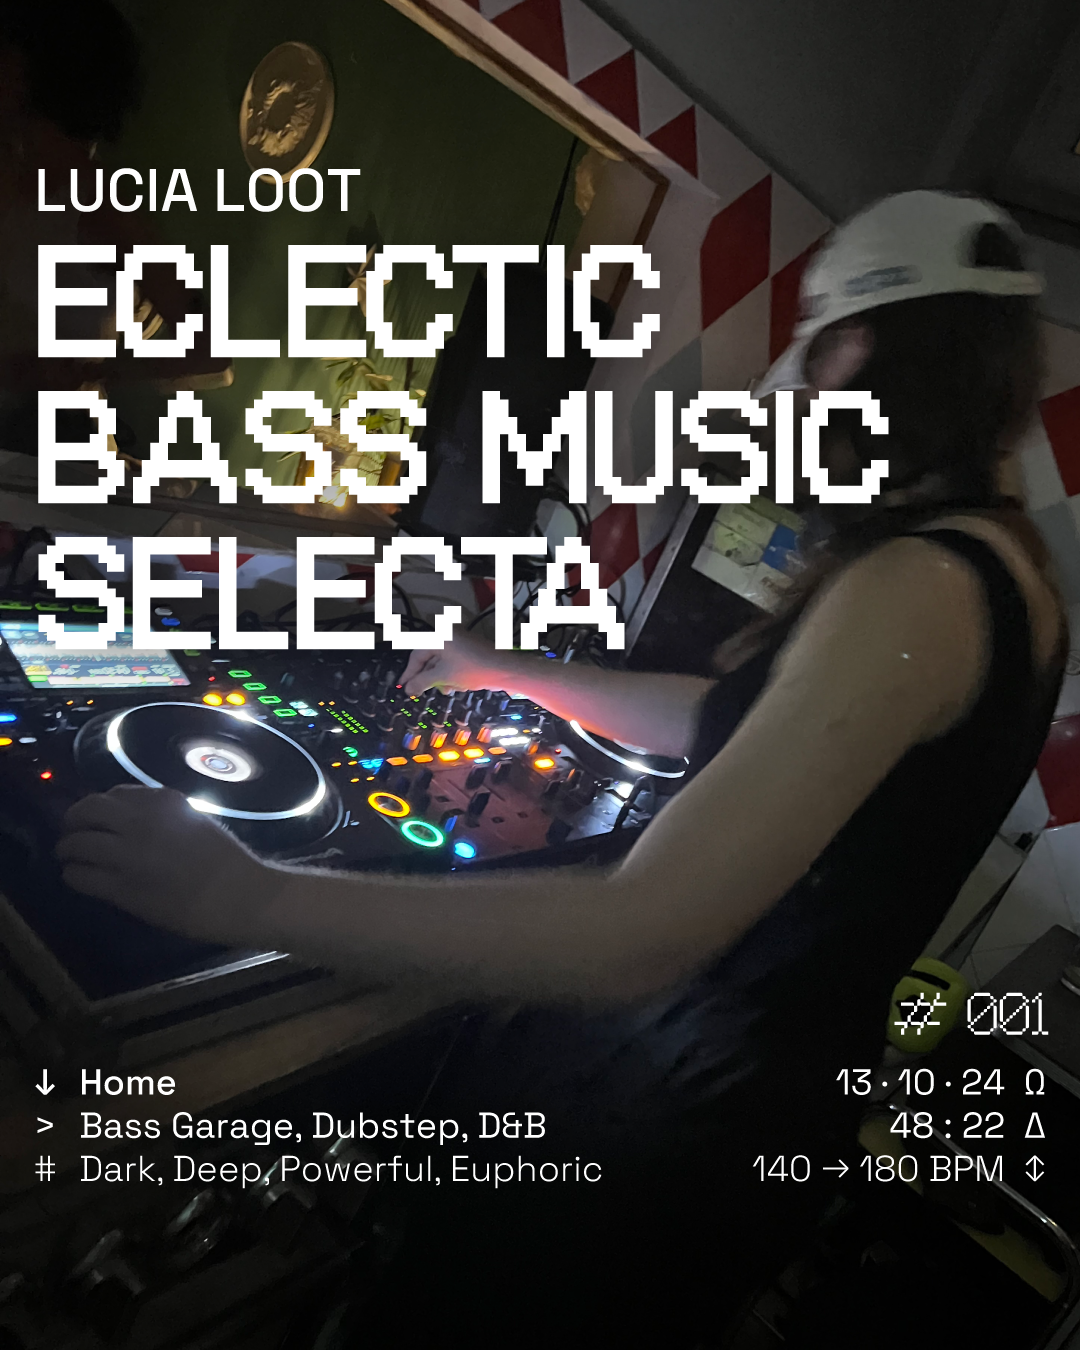 LUCIA LOOT
ECLECTIC
BASS MUSIC
SELECTA
# 001
↓ Home
13 · 10 · 24 Ω
> Bass Garage, Dubstep, D&B
48 : 22 Δ
# Dark, Deep, Powerful, Euphoric
140 → 180 BPM ↕